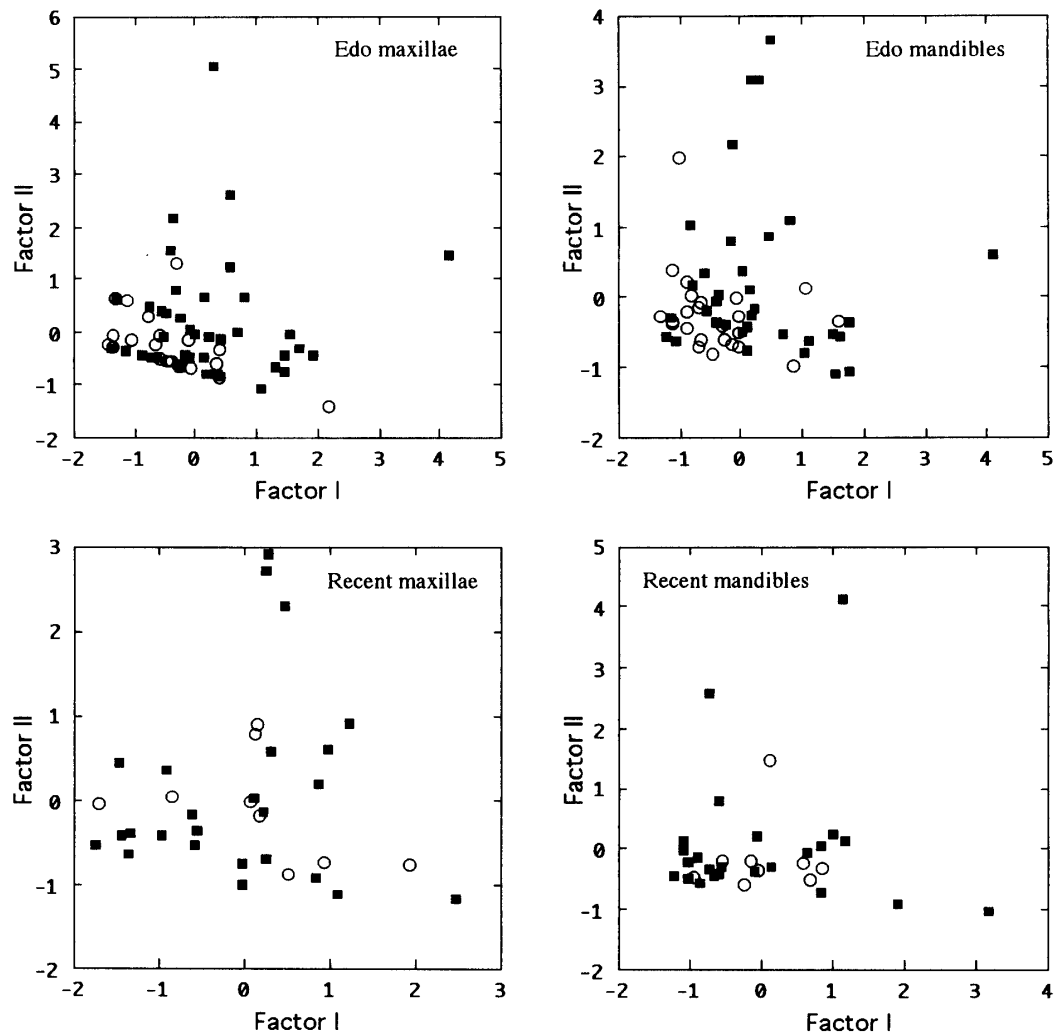 6
5
4
3
2
1
0
-1
-2
Factor II
Edo maxillae
-2 -1 0 1 2 3 4 5
Factor I
4
3
2
1
0
-1
-2
Factor II
Edo mandibles
-2 -1 0 1 2 3 4 5
Factor I
3
2
1
0
-1
-2
Factor II
Recent maxillae
-2 -1 0 1 2 3
Factor I
5
4
3
2
1
0
-1
-2
Factor II
Recent mandibles
-2 -1 0 1 2 3 4
Factor I